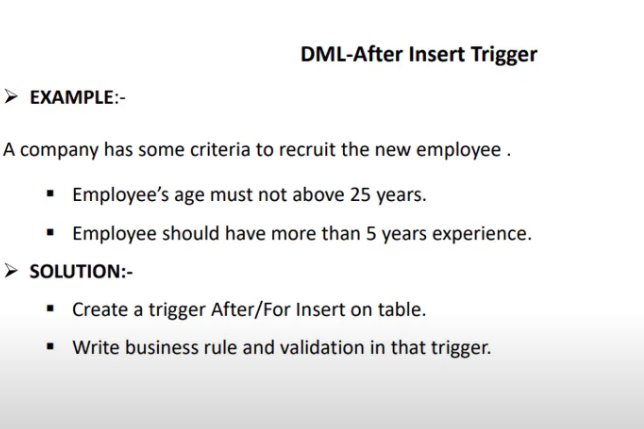 DML-After Insert Trigger
➢ EXAMPLE:-
A company has some criteria to recruit the new employee .
▪ Employee's age must not above 25 years.
▪ Employee should have more than 5 years experience.
➢ SOLUTION:-
▪ Create a trigger After/For Insert on table.
▪ Write business rule and validation in that trigger.